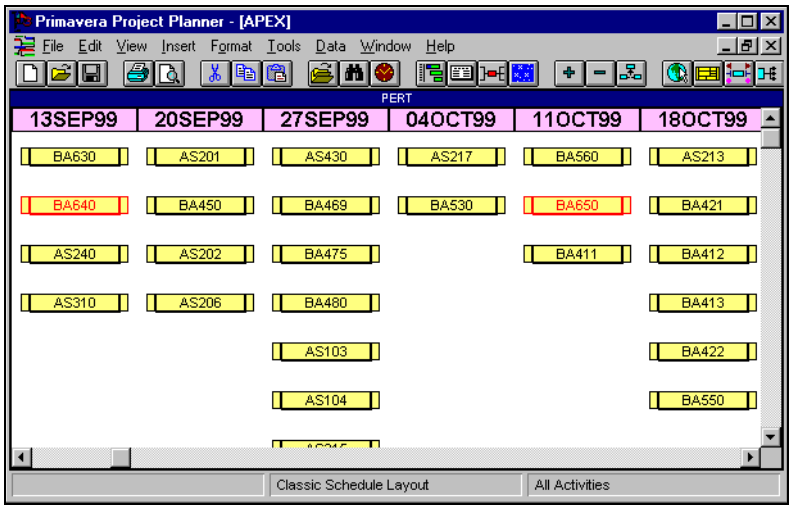 Primavera Project Planner - [APEX]
File Edit View Insert Format Tools Data Window Help
PERT
13SEP99 20SEP99 27SEP99 04OCT99 11OCT99 18OCT99
BA630 AS201 AS430 AS217 BA560 AS213
BA640 BA450 BA469 BA530 BA650 BA421
AS240 AS202 BA475 BA411 BA412
AS310 AS206 BA480 BA413
AS103 BA422
AS104 BA550
Classic Schedule Layout All Activities